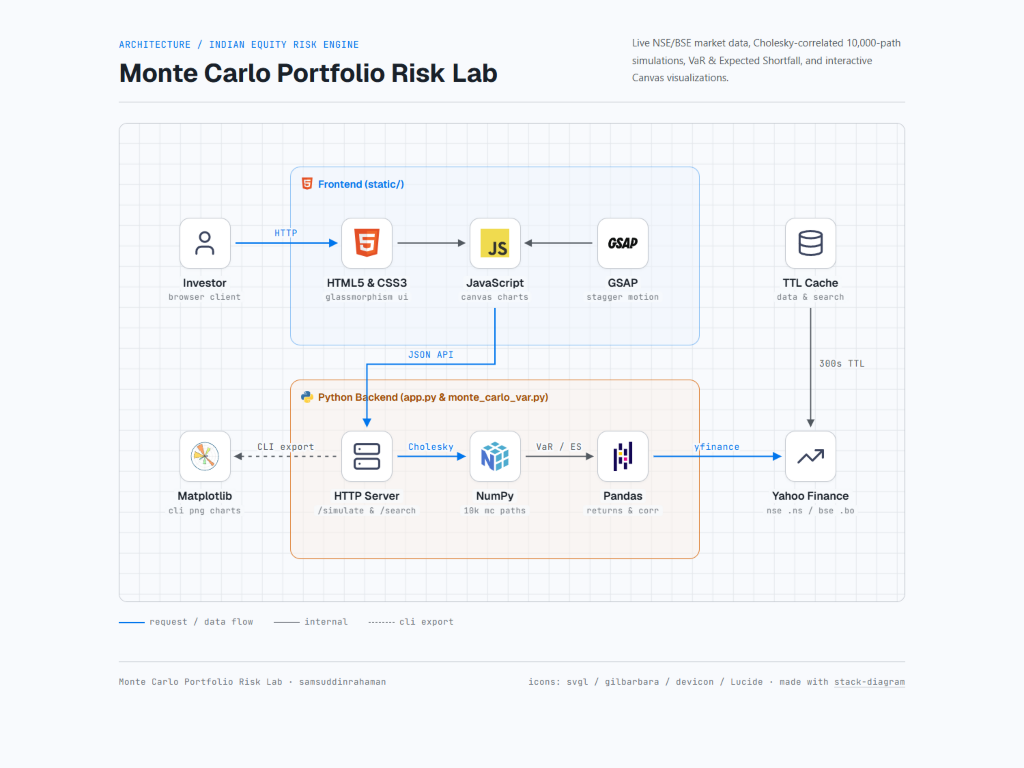 ARCHITECTURE / INDIAN EQUITY RISK ENGINE
Monte Carlo Portfolio Risk Lab
Live NSE/BSE market data, Cholesky-correlated 10,000-path
simulations, VaR & Expected Shortfall, and interactive
Canvas visualizations.
Frontend (static/)
HTTP
JS
GSAP
Investor
HTML5 & CSS3
JavaScript
GSAP
TTL Cache
browser client
glassmorphism ui
canvas charts
stagger motion
data & search
JSON API
300s TTL
Python Backend (app.py & monte_carlo_var.py)
CLI export
Cholesky
VaR / ES
yfinance
Matplotlib
HTTP Server
NumPy
Pandas
Yahoo Finance
cli png charts
/simulate & /search
10k mc paths
returns & corr
nse .ns / bse .bo
request / data flow
internal
cli export
Monte Carlo Portfolio Risk Lab · samsuddinrahaman
icons: svgl / gilbarbara / devicon / Lucide · made with stack-diagram